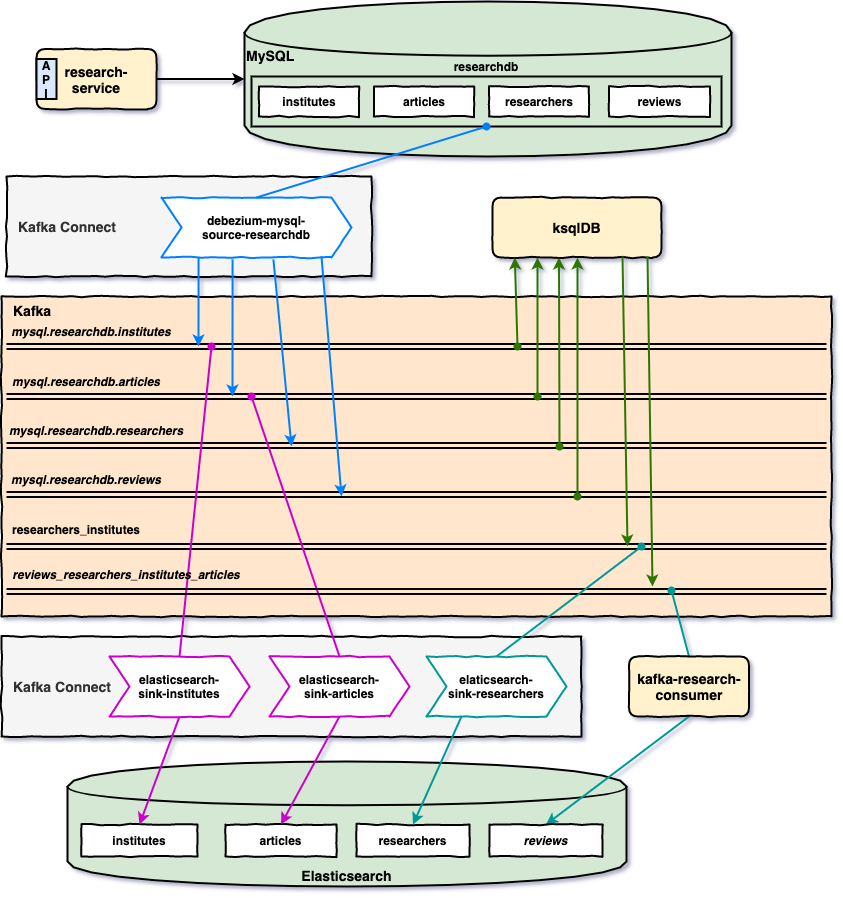 MySQL
researchdb
A
P
I
research-
service
institutes
articles
researchers
reviews
Kafka Connect
debezium-mysql-
source-researchdb
ksqlDB
Kafka
mysql.researchdb.institutes
mysql.researchdb.articles
mysql.researchdb.researchers
mysql.researchdb.reviews
researchers_institutes
reviews_researchers_institutes_articles
Kafka Connect
elasticsearch-
sink-institutes
elasticsearch-
sink-articles
elaticsearch-
sink-researchers
kafka-research-
consumer
institutes
articles
researchers
reviews
Elasticsearch